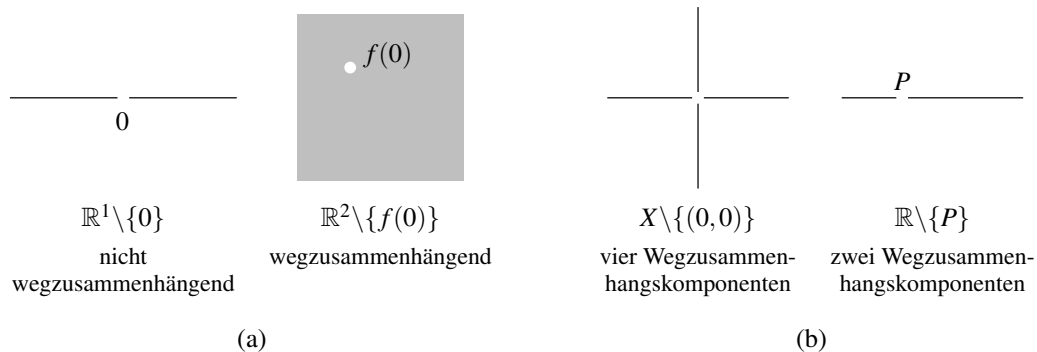 f(0)
0
P
ℝ¹\{0}
nicht
wegzusammenhängend
ℝ²\{f(0)}
wegzusammenhängend
X\{(0,0)}
vier Wegzusammen-
hangskomponenten
ℝ\{P}
zwei Wegzusammen-
hangskomponenten
(a)
(b)